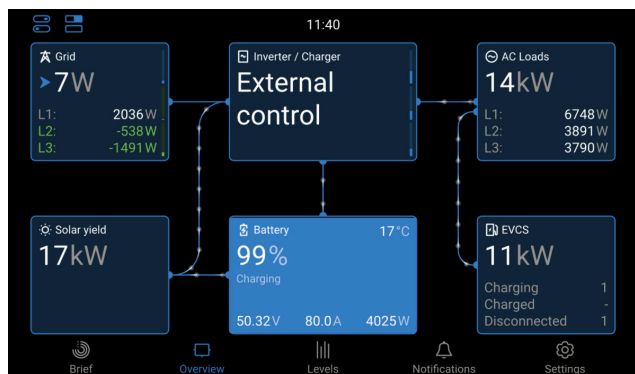 11:40
Grid
7W
L1: 2036W
L2: -538W
L3: -1491W
Inverter / Charger
External
control
AC Loads
14kW
L1: 6748W
L2: 3891W
L3: 3790W
Solar yield
17kW
Battery 17°C
99%
Charging
50.32V 80.0A 4025W
EVCS
11kW
Charging 1
Charged -
Disconnected 1
Brief
Overview
Levels
Notifications
Settings